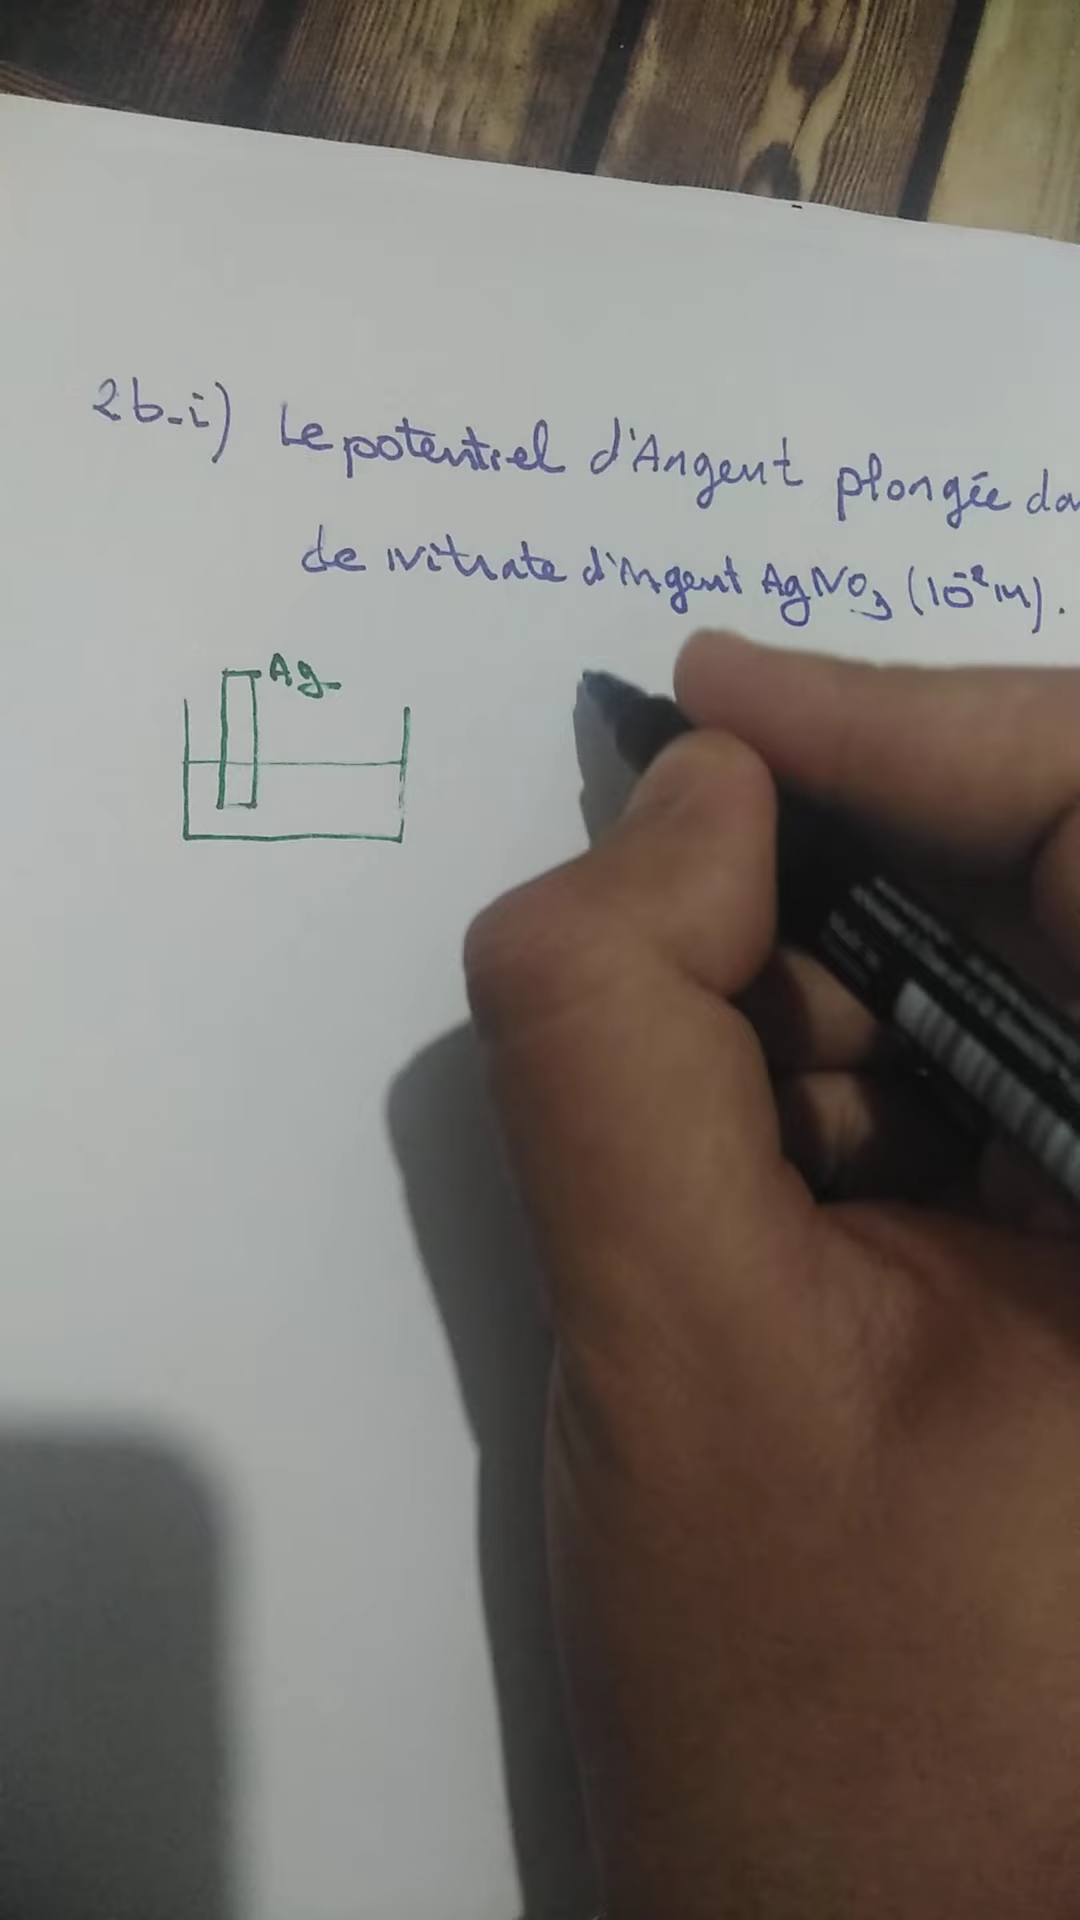 2b-i) Le potentiel d'Argent plongée da
de Nitrate d'Argent AgNO3 (10⁻²M).
Ag